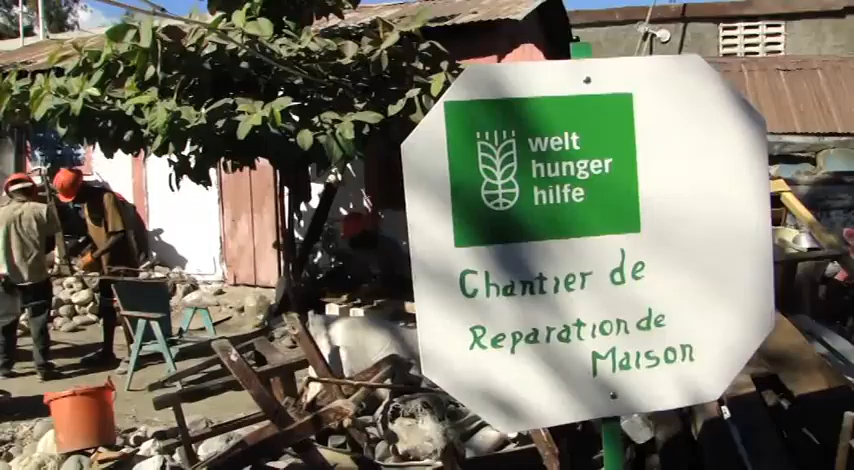 welt
hunger
hilfe
Chantier de
Reparation de
Maison